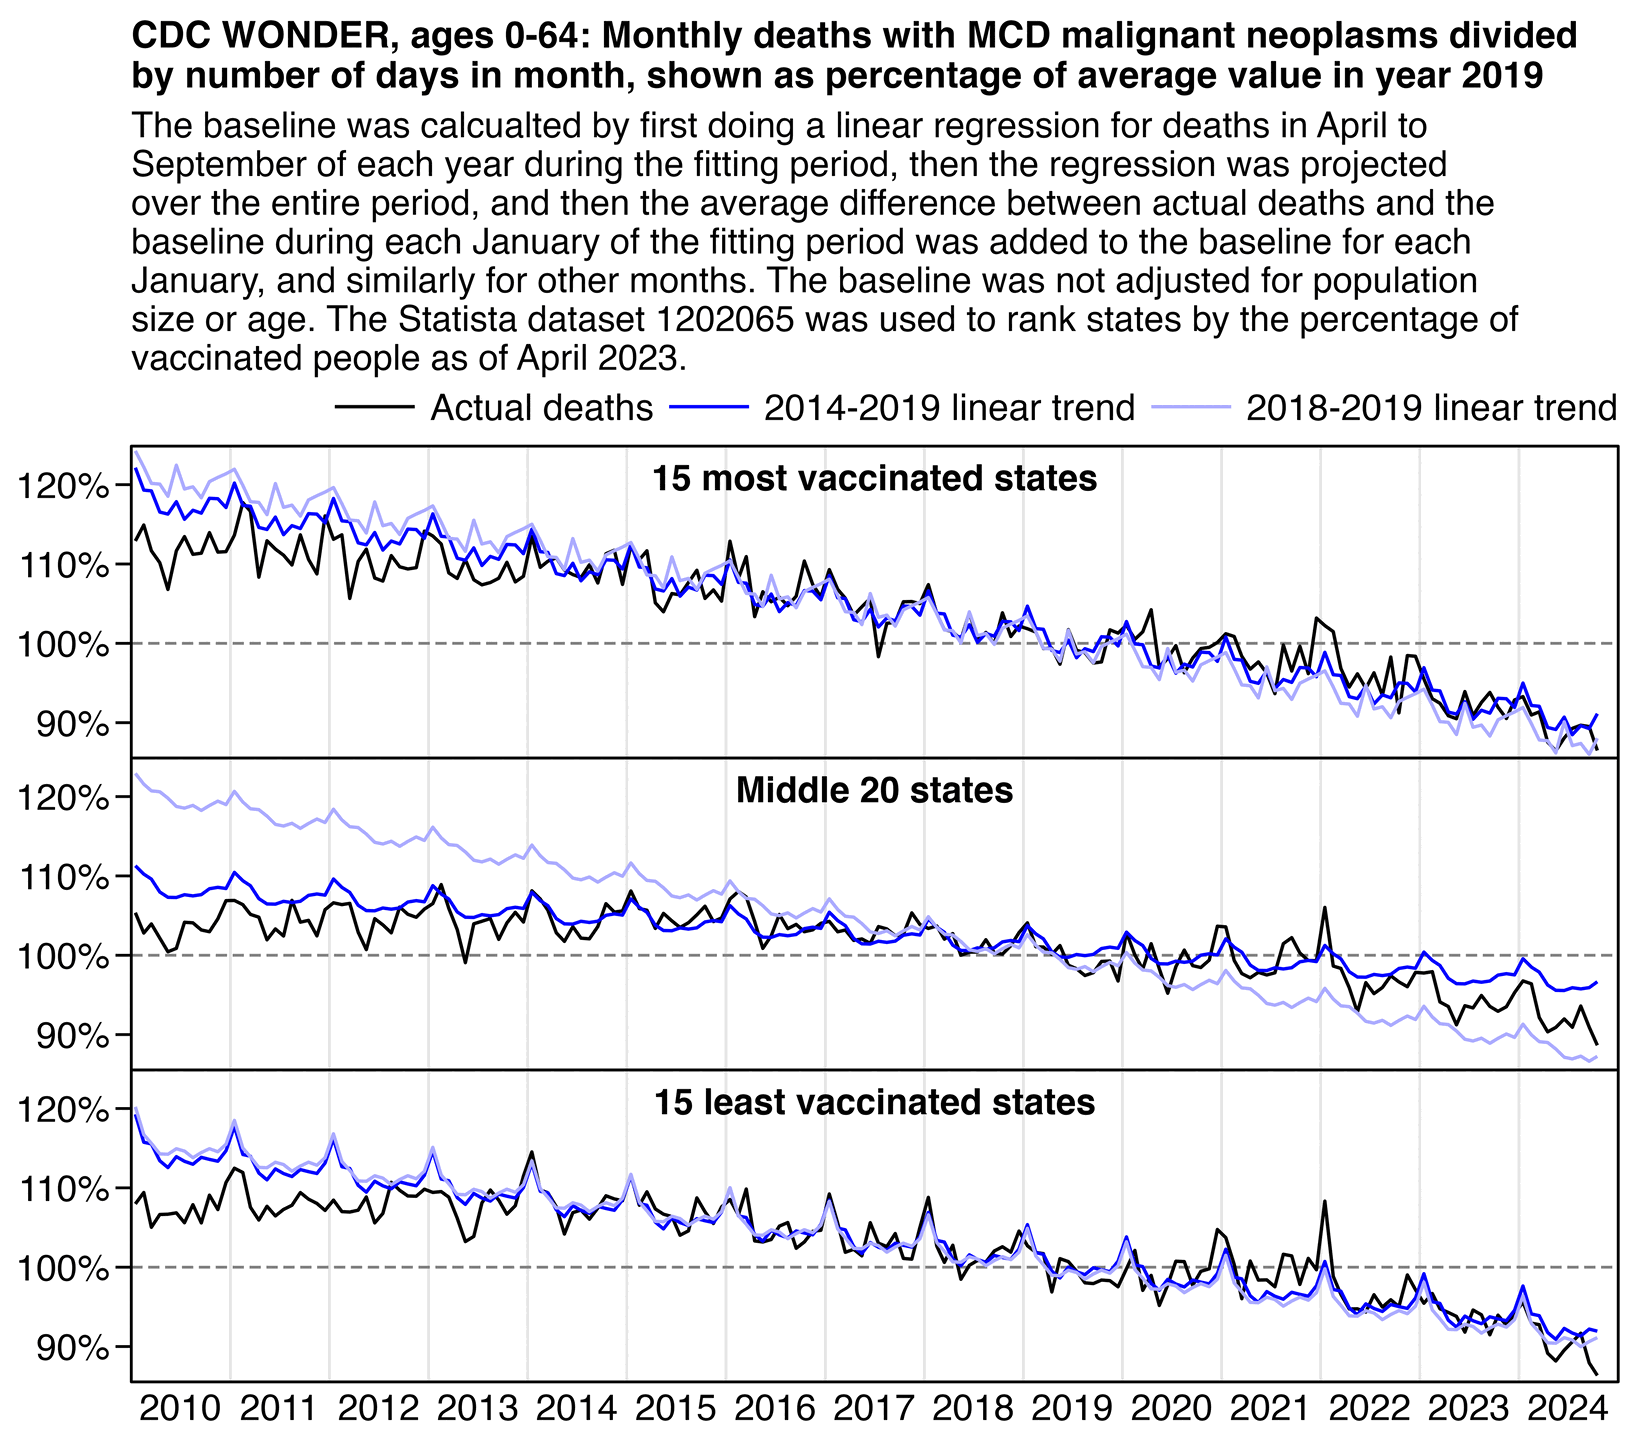 CDC WONDER, ages 0-64: Monthly deaths with MCD malignant neoplasms divided
by number of days in month, shown as percentage of average value in year 2019
The baseline was calcualted by first doing a linear regression for deaths in April to
September of each year during the fitting period, then the regression was projected
over the entire period, and then the average difference between actual deaths and the
baseline during each January of the fitting period was added to the baseline for each
January, and similarly for other months. The baseline was not adjusted for population
size or age. The Statista dataset 1202065 was used to rank states by the percentage of
vaccinated people as of April 2023.
Actual deaths 2014-2019 linear trend 2018-2019 linear trend
15 most vaccinated states
120%
110%
100%
90%
Middle 20 states
120%
110%
100%
90%
15 least vaccinated states
120%
110%
100%
90%
2010 2011 2012 2013 2014 2015 2016 2017 2018 2019 2020 2021 2022 2023 2024